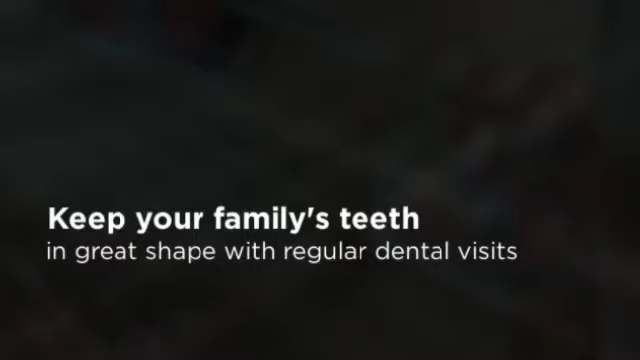 Keep your family's teeth
in great shape with regular dental visits